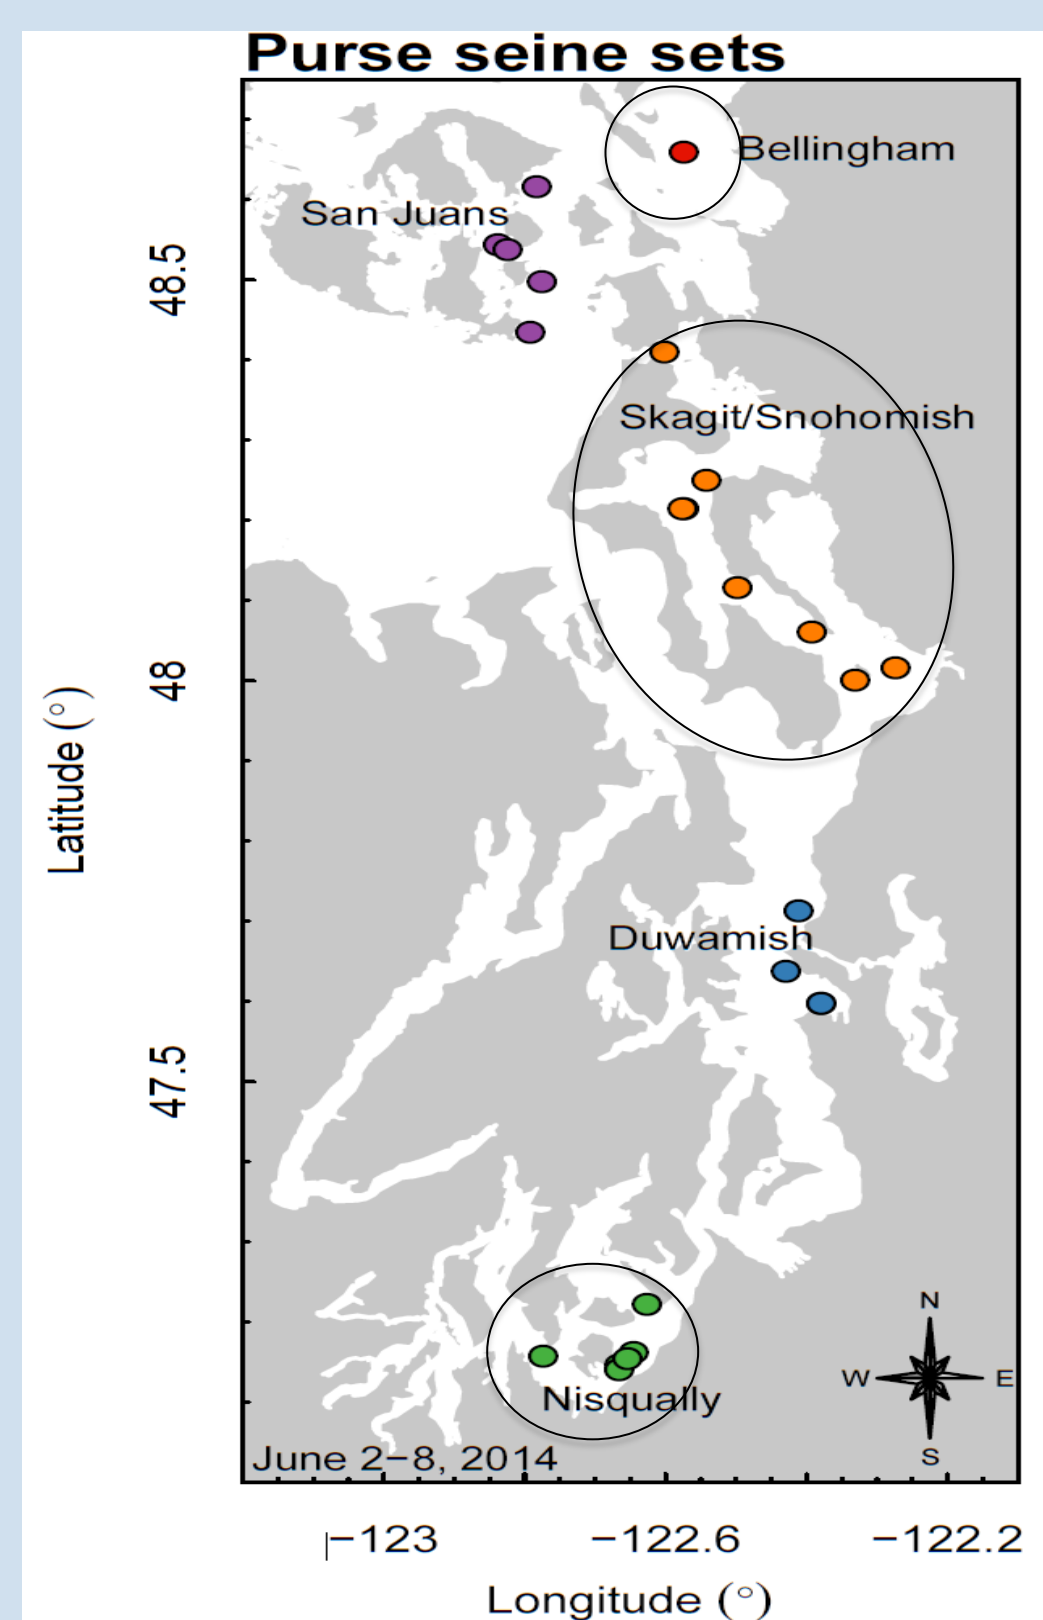 Purse seine sets
Bellingham
San Juans
48.5
Skagit/Snohomish
48
Latitude (°)
Duwamish
47.5
N
W E
Nisqually
S
June 2−8, 2014
−123 −122.6 −122.2
Longitude (°)